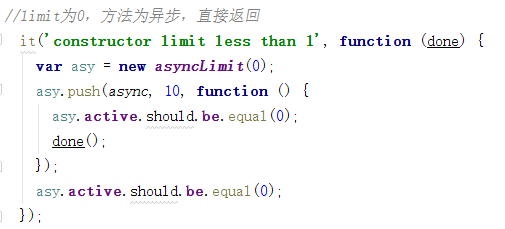 //limit为0，方法为异步，直接返回
it('constructor limit less than 1', function (done) {
var asy = new asyncLimit(0);
asy.push(async, 10, function () {
asy.active.should.be.equal(0);
done();
});
asy.active.should.be.equal(0);
});